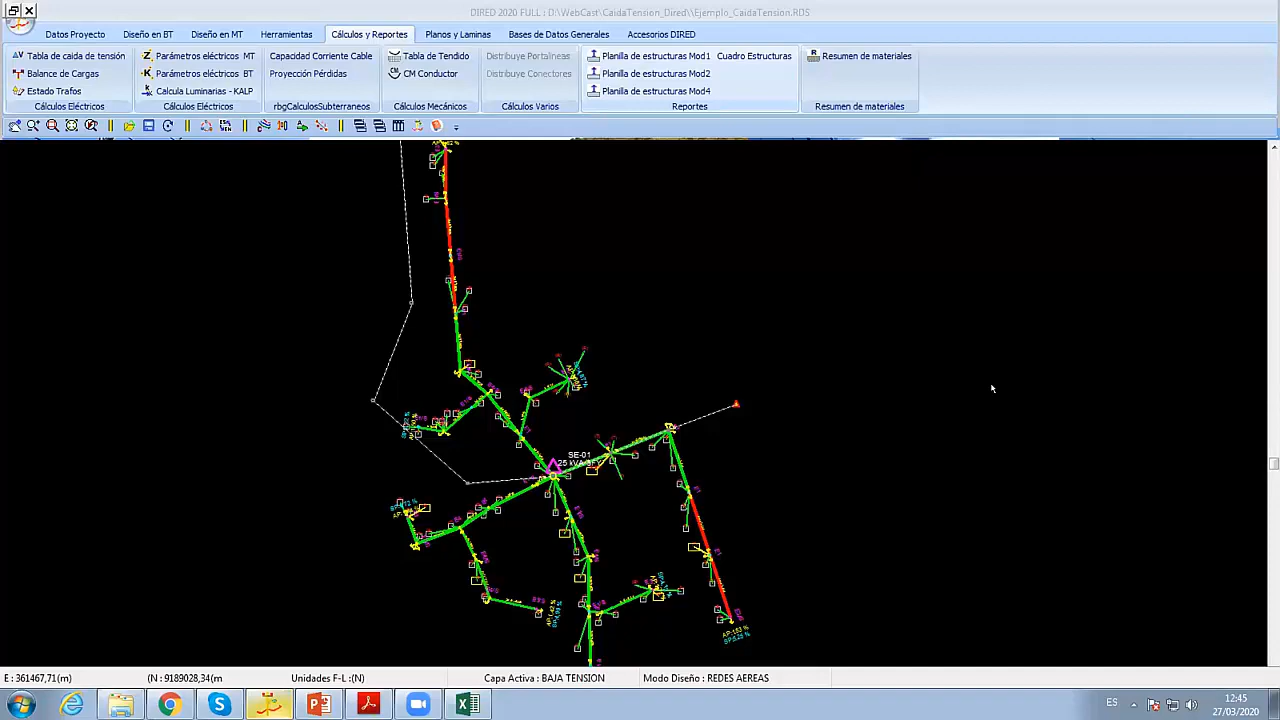 DIRED 2020 FULL : D:\WebCast\CaidaTension_Dired\\Ejemplo_CaidaTension.RDS
Datos Proyecto Diseño en BT Diseño en MT Herramientas Cálculos y Reportes Planos y Laminas Bases de Datos Generales Accesorios DIRED
Tabla de caida de tensión Parámetros eléctricos MT Capacidad Corriente Cable Tabla de Tendido Distribuye Portalineas Planilla de estructuras Mod1 Cuadro Estructuras Resumen de materiales
Balance de Cargas Parámetros eléctricos BT Proyección Pérdidas CM Conductor Distribuye Conectores Planilla de estructuras Mod2
Estado Trafos Calcula Luminarias - KALP Planilla de estructuras Mod4
Cálculos Eléctricos Cálculos Eléctricos rbgCalculosSubterraneos Cálculos Mecánicos Cálculos Varios Reportes Resumen de materiales
SE-01
E : 361467,71(m) (N : 9189028,34(m Unidades F-L :(N) Capa Activa : BAJA TENSION Modo Diseño : REDES AEREAS
ES 12:45
27/03/2020